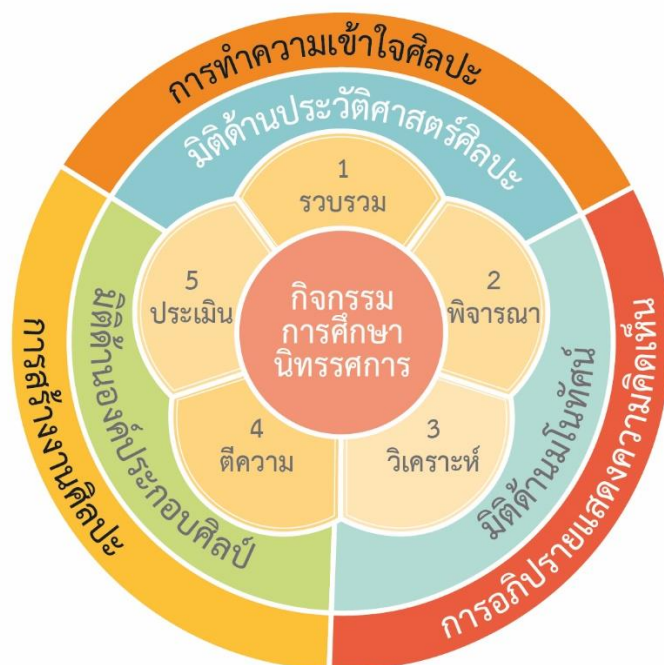 การทำความเข้าใจศิลปะ
มิติด้านประวัติศาสตร์ศิลปะ
1
รวบรวม
2
พิจารณา
3
วิเคราะห์
4
ตีความ
5
ประเมิน
กิจกรรม
การศึกษา
นิทรรศการ
มิติด้านมโนทัศน์
การอภิปรายแสดงความคิดเห็น
มิติด้านองค์ประกอบศิลป์
การสร้างงานศิลปะ